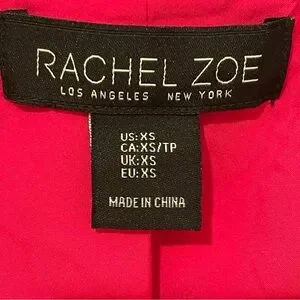 RACHEL ZOE
LOS ANGELES NEW YORK
US:XS
CA:XS/TP
UK:XS
EU:XS
MADE IN CHINA